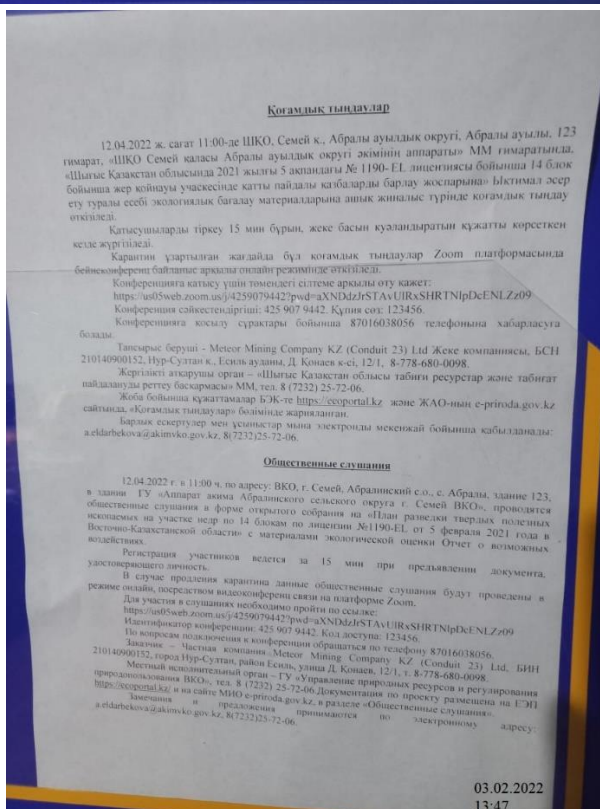 Қоғамдық тыңдаулар
12.04.2022 ж. сағат 11:00-де ШҚО, Семей қ., Абралы ауылдық округі, Абралы ауылы, 123
ғимарат, «ШҚО Семей қаласы Абралы ауылдық округі әкімінің аппараты» ММ ғимаратында,
«Шығыс Қазақстан облысында 2021 жылғы 5 ақпандағы № 1190- EL лицензиясы бойынша 14 блок
бойынша жер қойнауы учаскесінде қатты пайдалы қазбаларды барлау жоспарына» Ықтимал әсер
ету туралы есебі экологиялық бағалау материалдарына ашық жиналыс түрінде қоғамдық тыңдау
өткізіледі.
Қатысушыларды тіркеу 15 мин бұрын, жеке басын куәландыратын құжатты көрсеткен
кезде жүргізіледі.
Карантин ұзартылған жағдайда бұл қоғамдық тыңдаулар Zoom платформасында
бейнеконференц байланыс арқылы онлайн режимінде өткізіледі.
Конференцияға қатысу үшін төмендегі сілтеме арқылы өту қажет:
https://us05web.zoom.us/j/4259079442?pwd=aXNDdzJrSTAvUlRxSHRTNlpDcENLZz09
Конференция сәйкестендіргіші: 425 907 9442. Құпия сөз: 123456.
Конференцияға қосылу сұрақтары бойынша 87016038056 телефонына хабарласуға
болады.
Тапсырыс беруші - Meteor Mining Company KZ (Conduit 23) Ltd Жеке компаниясы, БСН
210140900152, Нур-Султан қ., Есиль ауданы, Д. Қонаев к-сі, 12/1, 8-778-680-0098.
Жергілікті атқарушы орган – «Шығыс Қазақстан облысы табиғи ресурстар және табиғат
пайдалануды реттеу басқармасы» ММ, тел. 8 (7232) 25-72-06.
Жоба бойынша құжаттамалар БЭК-те https://ecoportal.kz және ЖАО-ның e-priroda.gov.kz
сайтында, «Қоғамдық тыңдаулар» бөлімінде жарияланған.
Барлық ескертулер мен ұсыныстар мына электронды мекенжай бойынша қабылданады:
a.eldarbekova@akimvko.gov.kz, 8(7232)25-72-06.
Общественные слушания
12.04.2022 г. в 11:00 ч. по адресу: ВКО, г. Семей, Абралинский с.о., с. Абралы, здание 123,
в здании ГУ «Аппарат акима Абралинского сельского округа г. Семей ВКО», проводятся
общественные слушания в форме открытого собрания на «План разведки твердых полезных
ископаемых на участке недр по 14 блокам по лицензии №1190-EL от 5 февраля 2021 года в
Восточно-Казахстанской области» с материалами экологической оценки Отчет о возможных
воздействиях.
Регистрация участников ведется за 15 мин при предъявлении документа,
удостоверяющего личность.
В случае продления карантина данные общественные слушания будут проведены в
режиме онлайн, посредством видеоконференц связи на платформе Zoom.
Для участия в слушаниях необходимо пройти по ссылке:
https://us05web.zoom.us/j/4259079442?pwd=aXNDdzJrSTAvUlRxSHRTNlpDcENLZz09
Идентификатор конференции: 425 907 9442. Код доступа: 123456.
По вопросам подключения к конференции обращаться по телефону 87016038056.
Заказчик – Частная компания Meteor Mining Company KZ (Conduit 23) Ltd, БИН
210140900152, город Нур-Султан, район Есиль, улица Д. Қонаев, 12/1, т. 8-778-680-0098.
Местный исполнительный орган – ГУ «Управление природных ресурсов и регулирования
природопользования ВКО», тел. 8 (7232) 25-72-06.Документация по проекту размещена на ЕЭП
https://ecoportal.kz/ и на сайте МИО e-priroda.gov.kz, в разделе «Общественные слушания».
Замечания и предложения принимаются по электронному адресу:
a.eldarbekova@akimvko.gov.kz, 8(7232)25-72-06.
03.02.2022
13:47